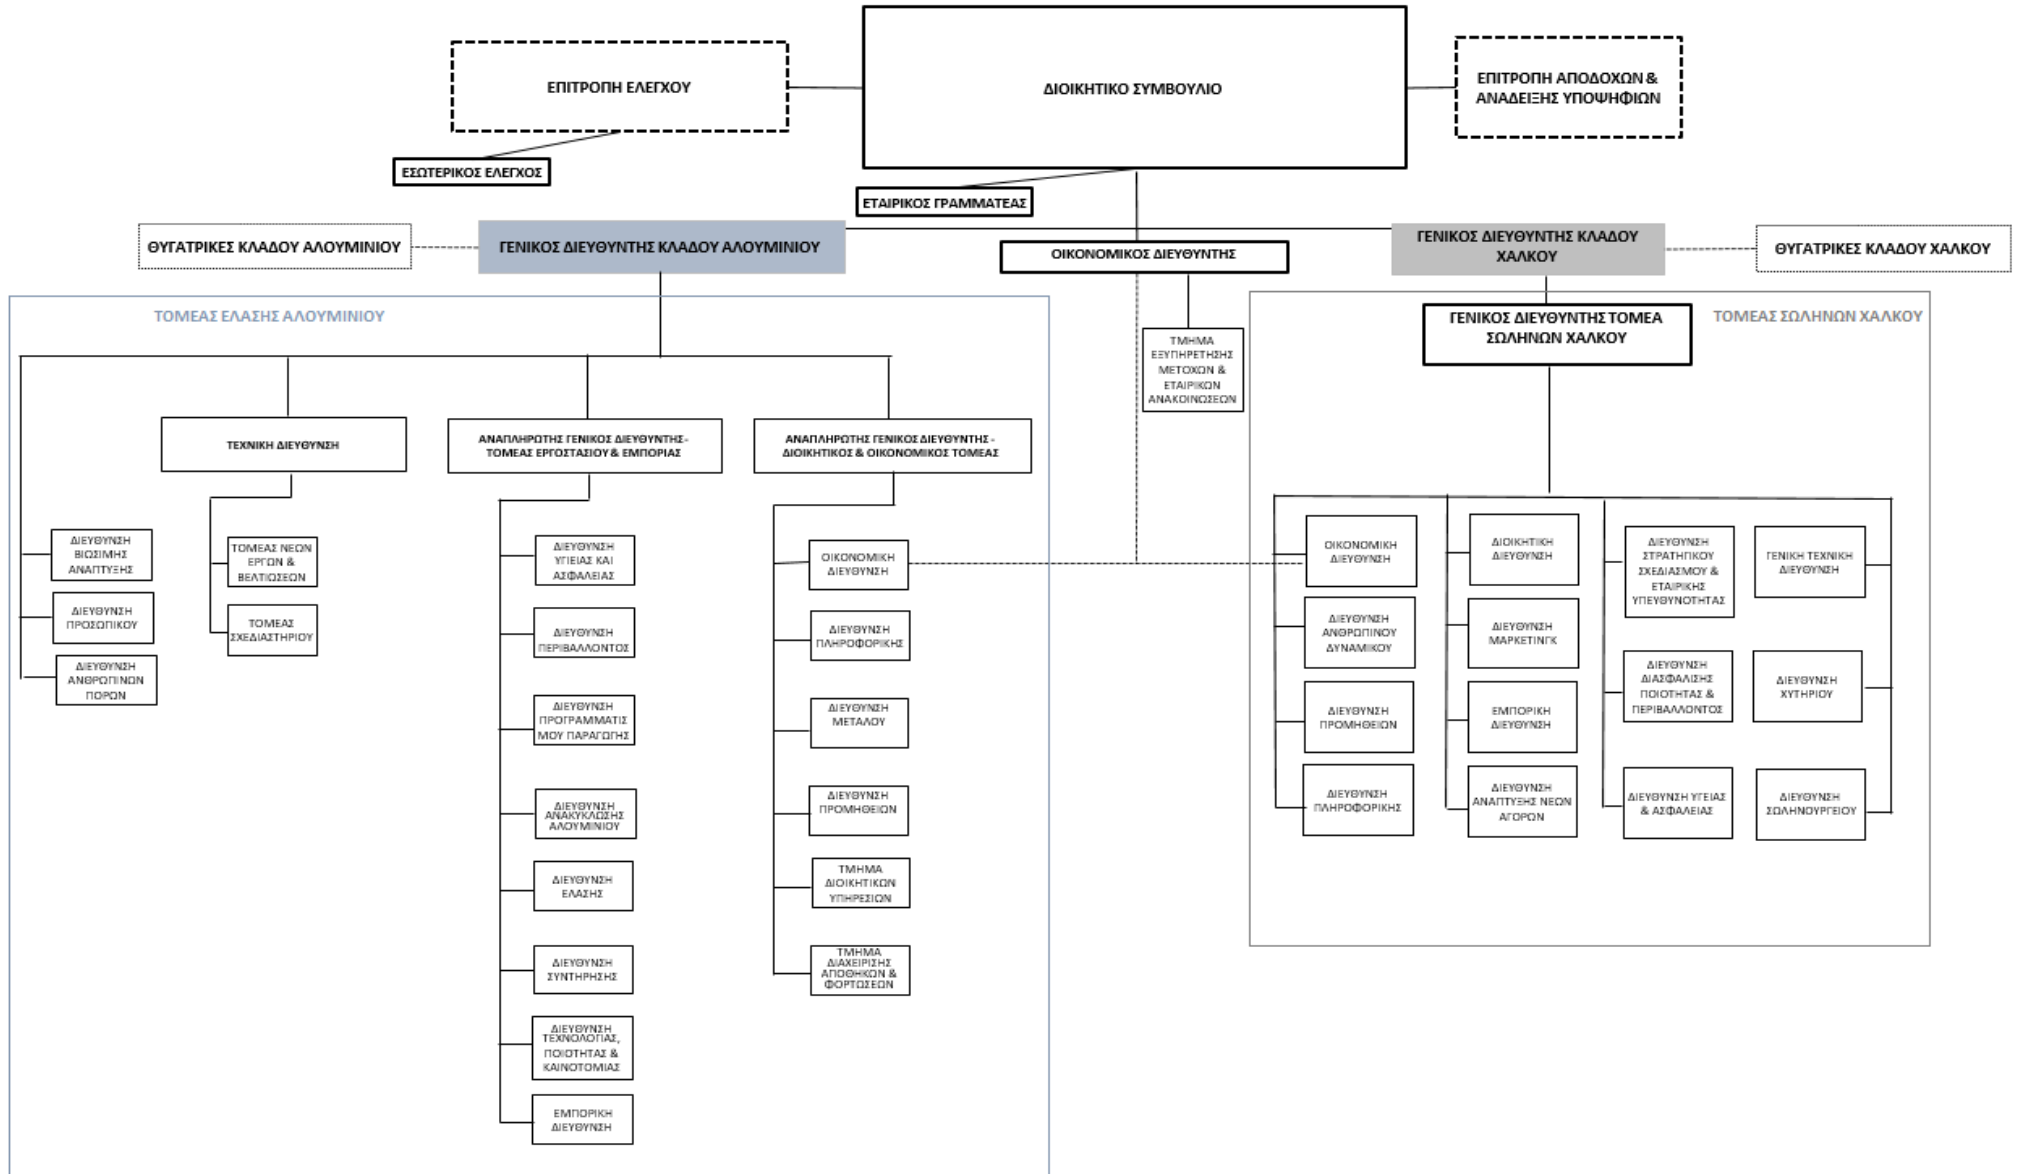 ΔΙΟΙΚΗΤΙΚΟ ΣΥΜΒΟΥΛΙΟ
ΕΠΙΤΡΟΠΗ ΕΛΕΓΧΟΥ
ΕΠΙΤΡΟΠΗ ΑΠΟΔΟΧΩΝ &
ΑΝΑΔΕΙΞΗΣ ΥΠΟΨΗΦΙΩΝ
ΕΣΩΤΕΡΙΚΟΣ ΕΛΕΓΧΟΣ
ΕΤΑΙΡΙΚΟΣ ΓΡΑΜΜΑΤΕΑΣ
ΘΥΓΑΤΡΙΚΕΣ ΚΛΑΔΟΥ ΑΛΟΥΜΙΝΙΟΥ
ΓΕΝΙΚΟΣ ΔΙΕΥΘΥΝΤΗΣ ΚΛΑΔΟΥ ΑΛΟΥΜΙΝΙΟΥ
ΟΙΚΟΝΟΜΙΚΟΣ ΔΙΕΥΘΥΝΤΗΣ
ΓΕΝΙΚΟΣ ΔΙΕΥΘΥΝΤΗΣ ΚΛΑΔΟΥ
ΧΑΛΚΟΥ
ΘΥΓΑΤΡΙΚΕΣ ΚΛΑΔΟΥ ΧΑΛΚΟΥ
ΤΟΜΕΑΣ ΕΛΑΣΗΣ ΑΛΟΥΜΙΝΙΟΥ
ΤΜΗΜΑ
ΕΞΥΠΗΡΕΤΗΣΗΣ
ΜΕΤΟΧΩΝ &
ΕΤΑΙΡΙΚΩΝ
ΑΝΑΚΟΙΝΩΣΕΩΝ
ΓΕΝΙΚΟΣ ΔΙΕΥΘΥΝΤΗΣ ΤΟΜΕΑ
ΣΩΛΗΝΩΝ ΧΑΛΚΟΥ
ΤΟΜΕΑΣ ΣΩΛΗΝΩΝ ΧΑΛΚΟΥ
ΤΕΧΝΙΚΗ ΔΙΕΥΘΥΝΣΗ
ΑΝΑΠΛΗΡΩΤΗΣ ΓΕΝΙΚΟΣ ΔΙΕΥΘΥΝΤΗΣ-
ΤΟΜΕΑΣ ΕΡΓΟΣΤΑΣΙΟΥ & ΕΜΠΟΡΙΑΣ
ΑΝΑΠΛΗΡΩΤΗΣ ΓΕΝΙΚΟΣ ΔΙΕΥΘΥΝΤΗΣ -
ΔΙΟΙΚΗΤΙΚΟΣ & ΟΙΚΟΝΟΜΙΚΟΣ ΤΟΜΕΑΣ
ΔΙΕΥΘΥΝΣΗ
ΒΙΩΣΙΜΗΣ
ΑΝΑΠΤΥΞΗΣ
ΔΙΕΥΘΥΝΣΗ
ΠΡΟΣΩΠΙΚΟΥ
ΔΙΕΥΘΥΝΣΗ
ΑΝΘΡΩΠΙΝΩΝ
ΠΟΡΩΝ
ΤΟΜΕΑΣ ΝΕΩΝ
ΕΡΓΩΝ &
ΒΕΛΤΙΩΣΕΩΝ
ΤΟΜΕΑΣ
ΣΧΕΔΙΑΣΤΗΡΙΟΥ
ΔΙΕΥΘΥΝΣΗ
ΥΓΙΕΙΑΣ ΚΑΙ
ΑΣΦΑΛΕΙΑΣ
ΔΙΕΥΘΥΝΣΗ
ΠΕΡΙΒΑΛΛΟΝΤΟΣ
ΔΙΕΥΘΥΝΣΗ
ΠΡΟΓΡΑΜΜΑΤΙΣ
ΜΟΥ ΠΑΡΑΓΩΓΗΣ
ΔΙΕΥΘΥΝΣΗ
ΑΝΑΚΥΚΛΩΣΗΣ
ΑΛΟΥΜΙΝΙΟΥ
ΔΙΕΥΘΥΝΣΗ
ΕΛΑΣΗΣ
ΔΙΕΥΘΥΝΣΗ
ΣΥΝΤΗΡΗΣΗΣ
ΔΙΕΥΘΥΝΣΗ
ΤΕΧΝΟΛΟΓΙΑΣ,
ΠΟΙΟΤΗΤΑΣ &
ΚΑΙΝΟΤΟΜΙΑΣ
ΕΜΠΟΡΙΚΗ
ΔΙΕΥΘΥΝΣΗ
ΟΙΚΟΝΟΜΙΚΗ
ΔΙΕΥΘΥΝΣΗ
ΔΙΕΥΘΥΝΣΗ
ΠΛΗΡΟΦΟΡΙΚΗΣ
ΔΙΕΥΘΥΝΣΗ
ΜΕΤΑΛΟΥ
ΔΙΕΥΘΥΝΣΗ
ΠΡΟΜΗΘΕΙΩΝ
ΤΜΗΜΑ
ΔΙΟΙΚΗΤΙΚΩΝ
ΥΠΗΡΕΣΙΩΝ
ΤΜΗΜΑ
ΔΙΑΧΕΙΡΙΣΗΣ
ΑΠΟΘΗΚΩΝ &
ΦΟΡΤΩΣΕΩΝ
ΟΙΚΟΝΟΜΙΚΗ
ΔΙΕΥΘΥΝΣΗ
ΔΙΕΥΘΥΝΣΗ
ΑΝΘΡΩΠΙΝΟΥ
ΔΥΝΑΜΙΚΟΥ
ΔΙΕΥΘΥΝΣΗ
ΠΡΟΜΗΘΕΙΩΝ
ΔΙΕΥΘΥΝΣΗ
ΠΛΗΡΟΦΟΡΙΚΗΣ
ΔΙΟΙΚΗΤΙΚΗ
ΔΙΕΥΘΥΝΣΗ
ΔΙΕΥΘΥΝΣΗ
ΜΑΡΚΕΤΙΝΓΚ
ΕΜΠΟΡΙΚΗ
ΔΙΕΥΘΥΝΣΗ
ΔΙΕΥΘΥΝΣΗ
ΑΝΑΠΤΥΞΗΣ ΝΕΩΝ
ΑΓΟΡΩΝ
ΔΙΕΥΘΥΝΣΗ
ΣΤΡΑΤΗΓΙΚΟΥ
ΣΧΕΔΙΑΣΜΟΥ &
ΕΤΑΙΡΙΚΗΣ
ΥΠΕΥΘΥΝΟΤΗΤΑΣ
ΔΙΕΥΘΥΝΣΗ
ΔΙΑΣΦΑΛΙΣΗΣ
ΠΟΙΟΤΗΤΑΣ &
ΠΕΡΙΒΑΛΛΟΝΤΟΣ
ΔΙΕΥΘΥΝΣΗ ΥΓΕΙΑΣ
& ΑΣΦΑΛΕΙΑΣ
ΓΕΝΙΚΗ ΤΕΧΝΙΚΗ
ΔΙΕΥΘΥΝΣΗ
ΔΙΕΥΘΥΝΣΗ
ΧΥΤΗΡΙΟΥ
ΔΙΕΥΘΥΝΣΗ
ΣΩΛΗΝΟΥΡΓΕΙΟΥ